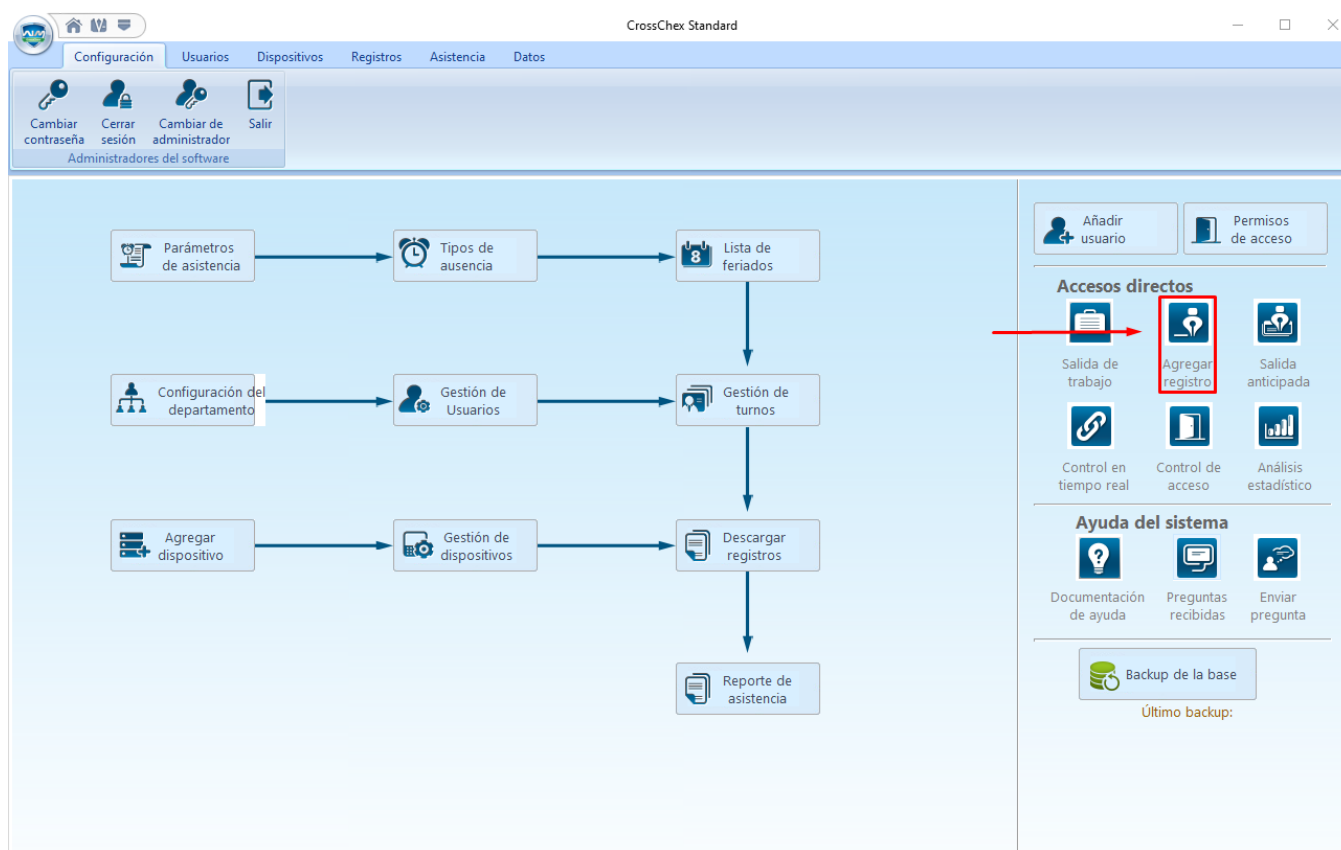 CrossChex Standard
Configuración
Usuarios
Dispositivos
Registros
Asistencia
Datos
Cambiar
contraseña
Cerrar
sesión
Cambiar de
administrador
Salir
Administradores del software
Parámetros
de asistencia
Tipos de
ausencia
8
Lista de
feriados
Configuración del
departamento
Gestión de
Usuarios
Gestión de
turnos
Agregar
dispositivo
Gestión de
dispositivos
Descargar
registros
Reporte de
asistencia
Añadir
usuario
Permisos
de acceso
Accesos directos
Salida de
trabajo
Agregar
registro
Salida
anticipada
Control en
tiempo real
Control de
acceso
Análisis
estadístico
Ayuda del sistema
?
Documentación
de ayuda
Preguntas
recibidas
Enviar
pregunta
Backup de la base
Último backup: